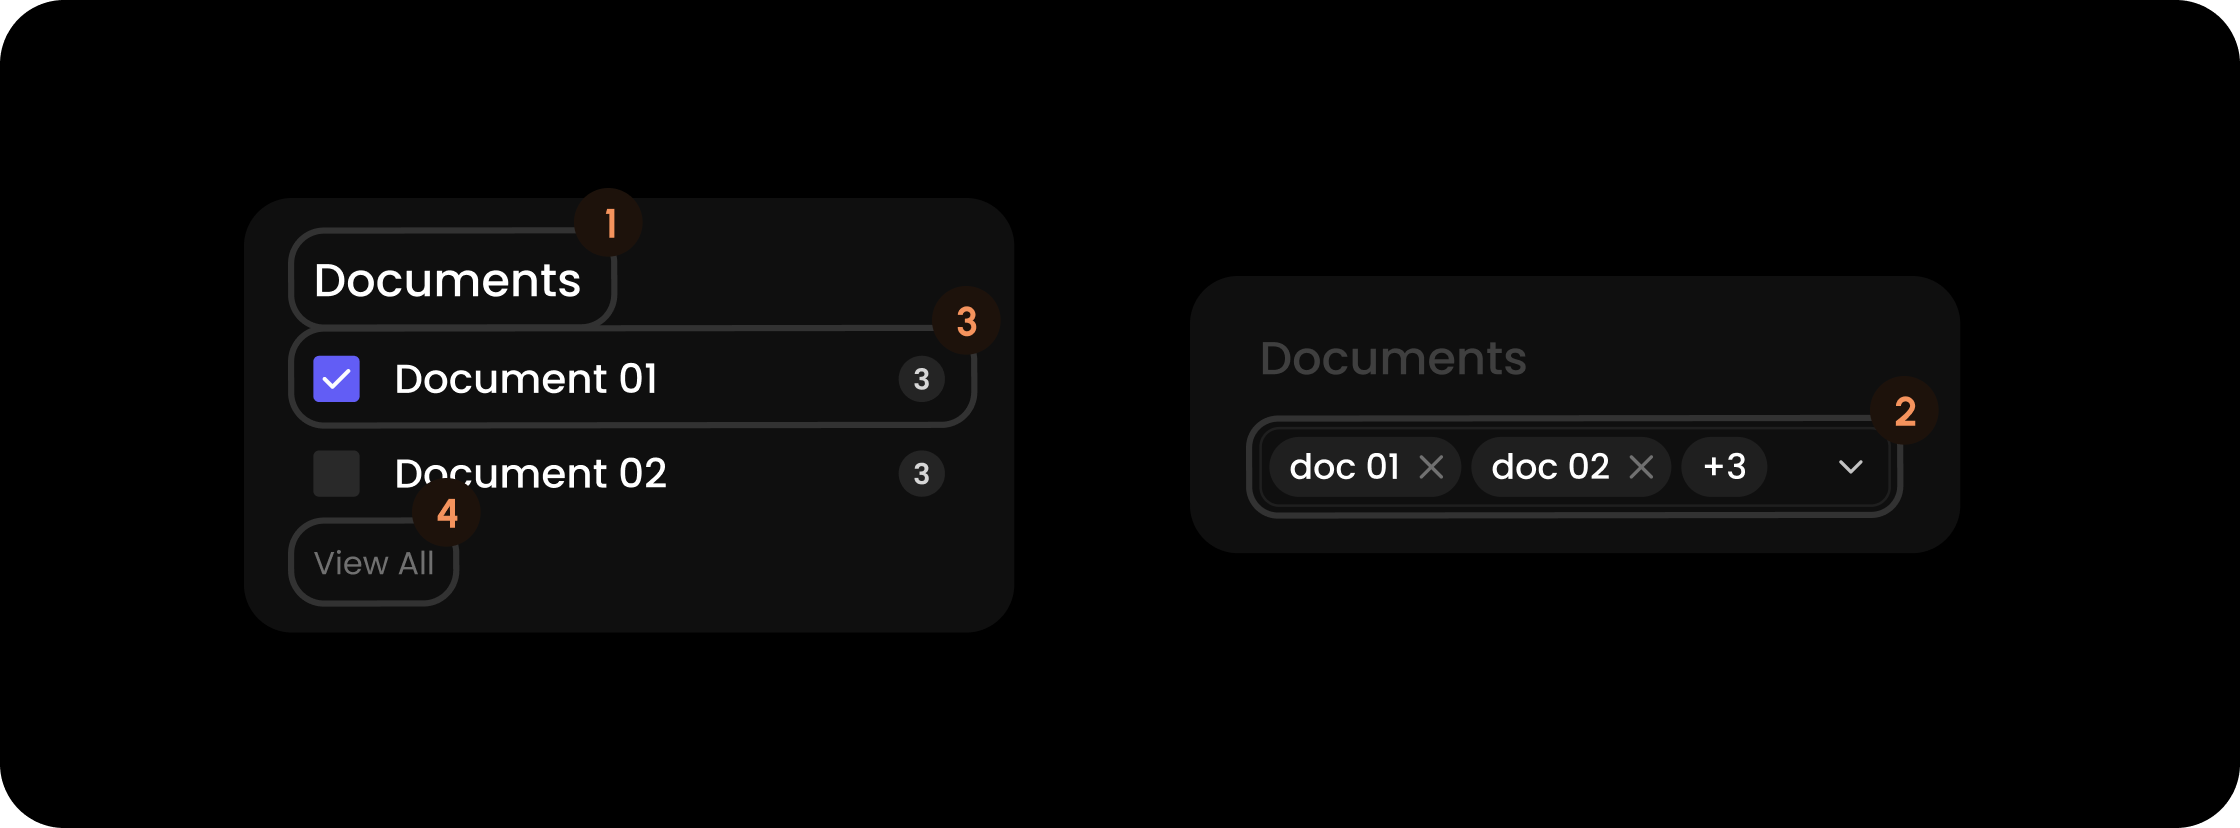 1
Documents
3
Document 01 3
Document 02 3
4
View All
Documents
2
doc 01 doc 02 +3